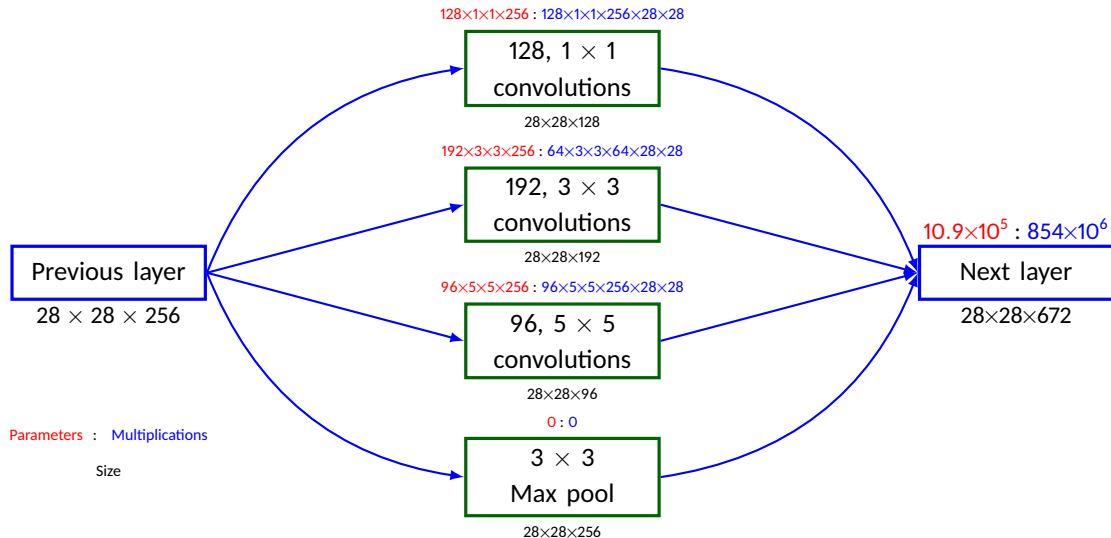 128×1×1×256 : 128×1×1×256×28×28
128, 1 × 1
convolutions
28×28×128
192×3×3×256 : 64×3×3×64×28×28
192, 3 × 3
convolutions
28×28×192
Previous layer
28 × 28 × 256
10.9×10⁵ : 854×10⁶
Next layer
28×28×672
96×5×5×256 : 96×5×5×256×28×28
96, 5 × 5
convolutions
28×28×96
0 : 0
3 × 3
Max pool
28×28×256
Parameters : Multiplications
Size